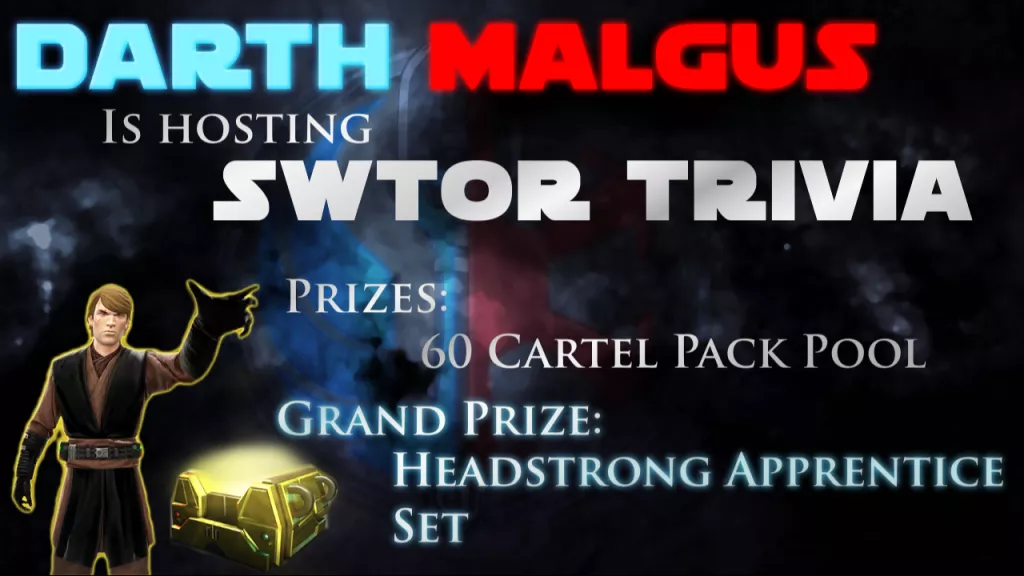 DARTH MALGUS
IS HOSTING
SWTOR TRIVIA
PRIZES:
60 CARTEL PACK POOL
GRAND PRIZE:
HEADSTRONG APPRENTICE
SET